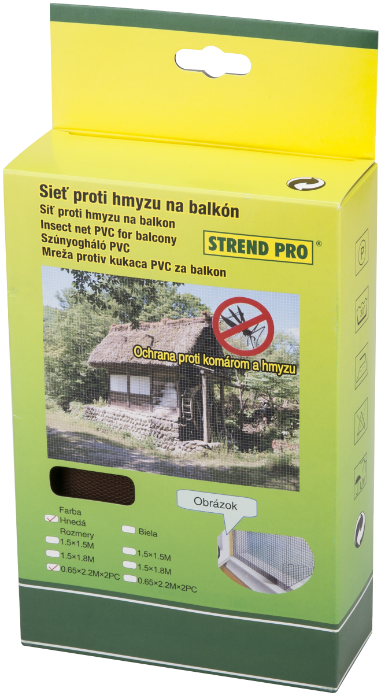 Sieť proti hmyzu na balkón
Síť proti hmyzu na balkon
Insect net PVC for balcony
Szúnyogháló PVC
Mreža protiv kukaca PVC za balkon
STREND PRO®
Ochrana proti komárom a hmyzu
Obrázok
Farba
Hnedá
Biela
Rozmery
1.5×1.5M
1.5×1.5M
1.5×1.8M
1.5×1.8M
0.65×2.2M×2PC
0.65×2.2M×2PC